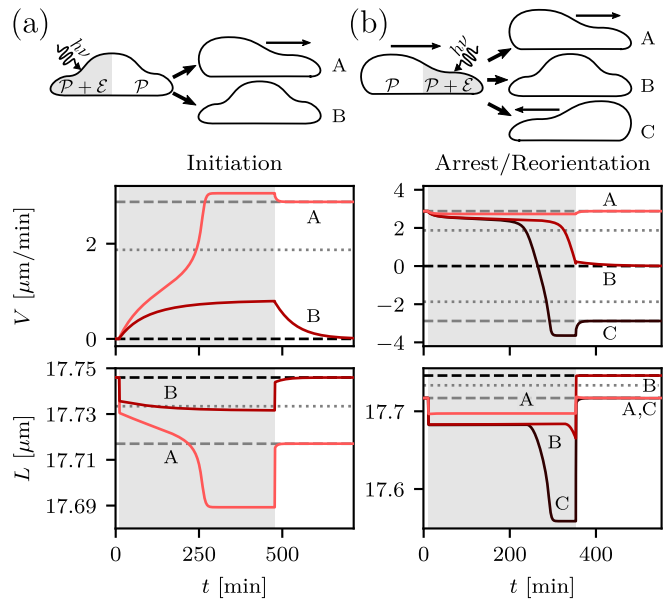 (a)
hν
𝒫 + ℰ
𝒫
A
B
(b)
hν
𝒫
𝒫 + ℰ
A
B
C
Initiation
Arrest/Reorientation
V [μm/min]
2
0
A
B
4
2
0
−2
−4
A
B
C
L [μm]
17.75
17.73
17.71
17.69
B
A
17.7
17.6
A
B
C
B
A,C
0
250
500
t [min]
0
200
400
t [min]